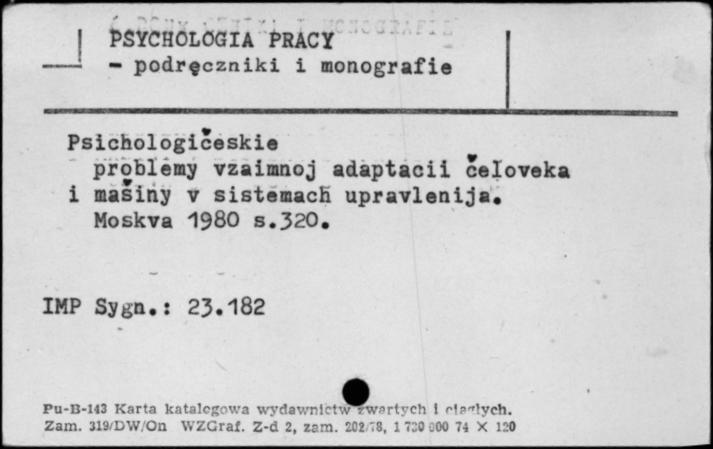 PSYCHOLOGIA PRACY
- podręczniki i monografie
Psichologičeskie
problemy vzaimnoj adaptacii čeloveka
i mašiny v sistemach upravlenija.
Moskva 1980 s.320.
IMP Sygn.: 23.182
Pu-B-143 Karta katalogowa wydawnictw zwartych i ciągłych.
Zam. 319/DW/On WZGraf. Z-d 2, zam. 202/78, 1 720 000 74 X 120